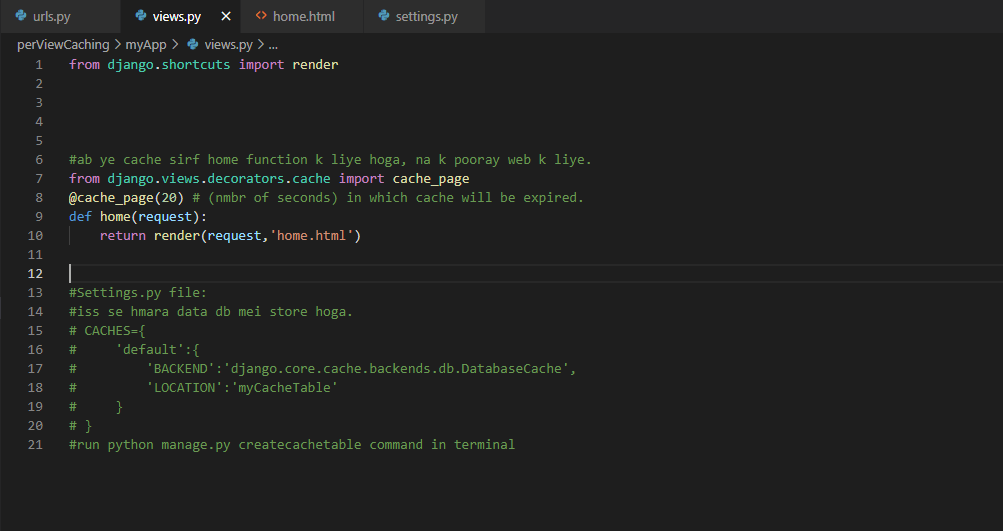 urls.py views.py × <> home.html settings.py
perViewCaching > myApp > views.py > ...
1 from django.shortcuts import render
2
3
4
5
6 #ab ye cache sirf home function k liye hoga, na k pooray web k liye.
7 from django.views.decorators.cache import cache_page
8 @cache_page(20) # (nmbr of seconds) in which cache will be expired.
9 def home(request):
10     return render(request,'home.html')
11
12
13 #Settings.py file:
14 #iss se hmara data db mei store hoga.
15 # CACHES={
16 #     'default':{
17 #         'BACKEND':'django.core.cache.backends.db.DatabaseCache',
18 #         'LOCATION':'myCacheTable'
19 #     }
20 # }
21 #run python manage.py createcachetable command in terminal